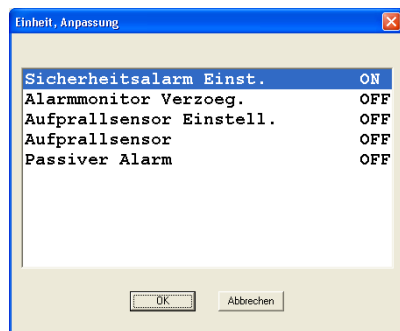 Einheit, Anpassung
Sicherheitsalarm Einst. ON
Alarmmonitor Verzoeg. OFF
Aufprallsensor Einstell. OFF
Aufprallsensor OFF
Passiver Alarm OFF
OK Abbrechen